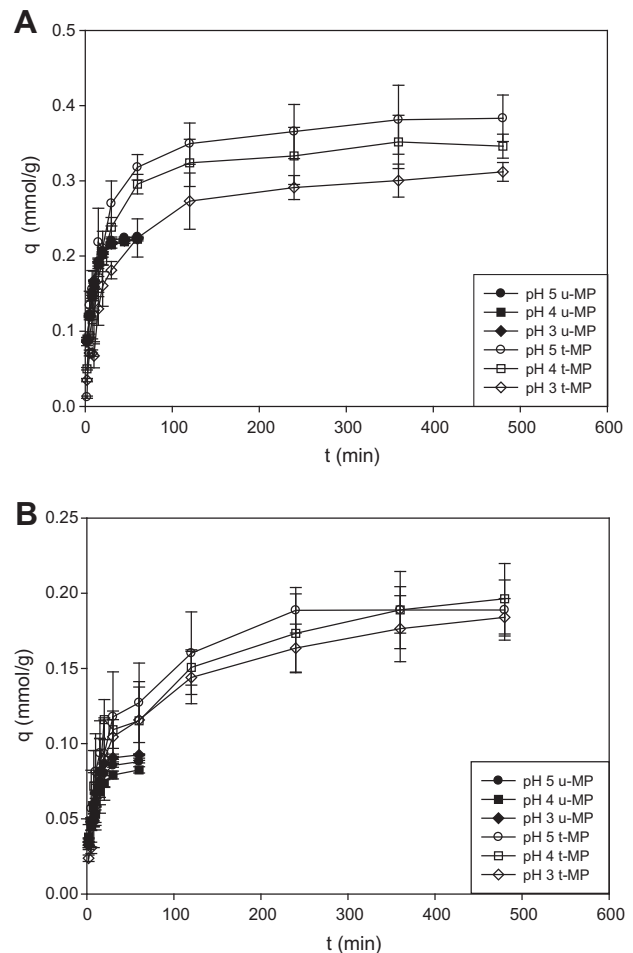 A
0.5
0.4
0.3
0.2
0.1
0.0
q (mmol/g)
pH 5 u-MP
pH 4 u-MP
pH 3 u-MP
pH 5 t-MP
pH 4 t-MP
pH 3 t-MP
0 100 200 300 400 500 600
t (min)
B
0.25
0.20
0.15
0.10
0.05
0.00
q (mmol/g)
pH 5 u-MP
pH 4 u-MP
pH 3 u-MP
pH 5 t-MP
pH 4 t-MP
pH 3 t-MP
0 100 200 300 400 500 600
t (min)